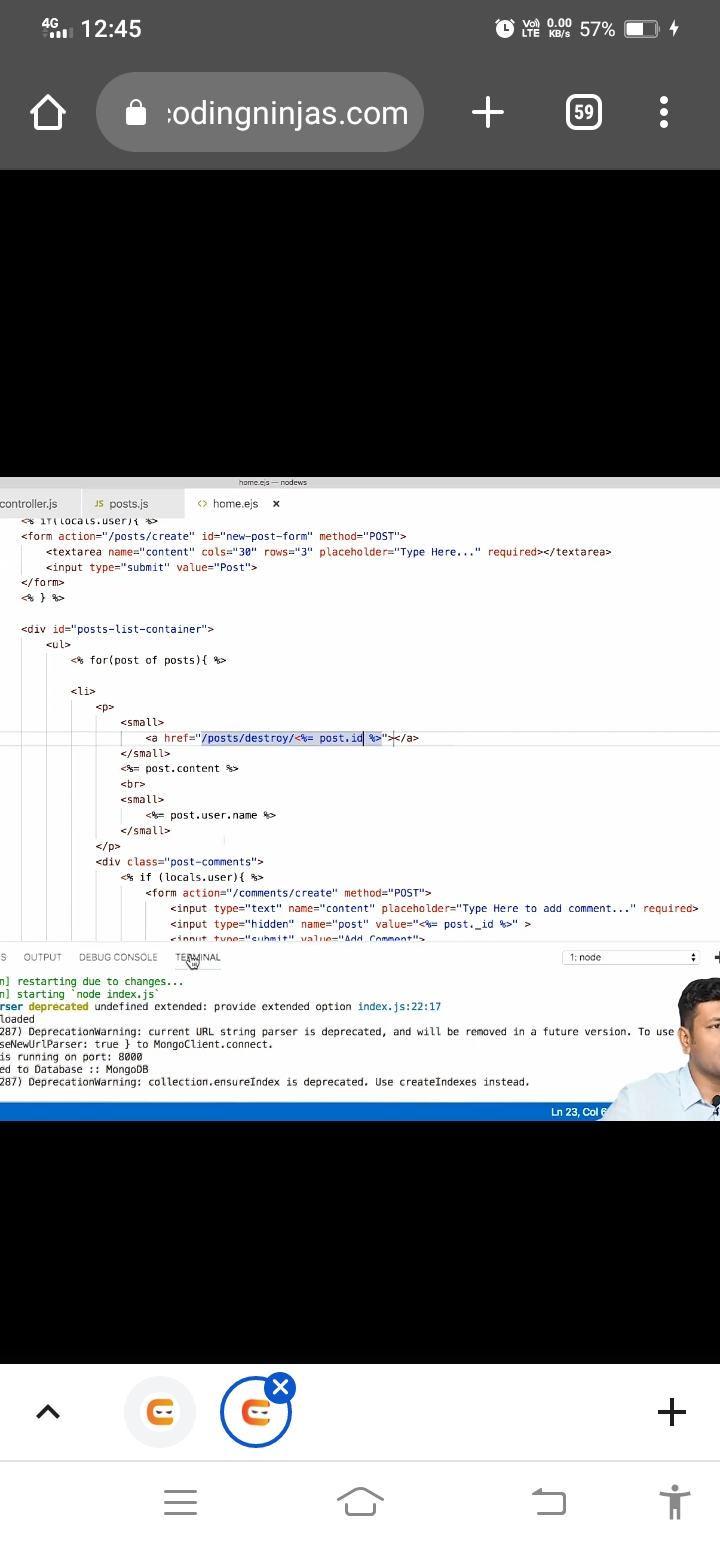 4G 12:45 Vo) LTE 0.00 KB/s 57%
codingninjas.com 59
home.ejs — nodews
controller.js JS posts.js <> home.ejs ×
<% if(locals.user){ %>
<form action="/posts/create" id="new-post-form" method="POST">
<textarea name="content" cols="30" rows="3" placeholder="Type Here..." required></textarea>
<input type="submit" value="Post">
</form>
<% } %>
<div id="posts-list-container">
<ul>
<% for(post of posts){ %>
<li>
<p>
<small>
<a href="/posts/destroy/<%= post.id %>"></a>
</small>
<%= post.content %>
<br>
<small>
<%= post.user.name %>
</small>
</p>
<div class="post-comments">
<% if (locals.user){ %>
<form action="/comments/create" method="POST">
<input type="text" name="content" placeholder="Type Here to add comment..." required>
<input type="hidden" name="post" value="<%= post._id %>" >
<input type="submit" value="Add Comment">
S OUTPUT DEBUG CONSOLE TERMINAL 1: node
n] restarting due to changes...
n] starting `node index.js`
rser deprecated undefined extended: provide extended option index.js:22:17
loaded
287) DeprecationWarning: current URL string parser is deprecated, and will be removed in a future version. To use
seNewUrlParser: true } to MongoClient.connect.
is running on port: 8000
ed to Database :: MongoDB
287) DeprecationWarning: collection.ensureIndex is deprecated. Use createIndexes instead.
Ln 23, Col 6